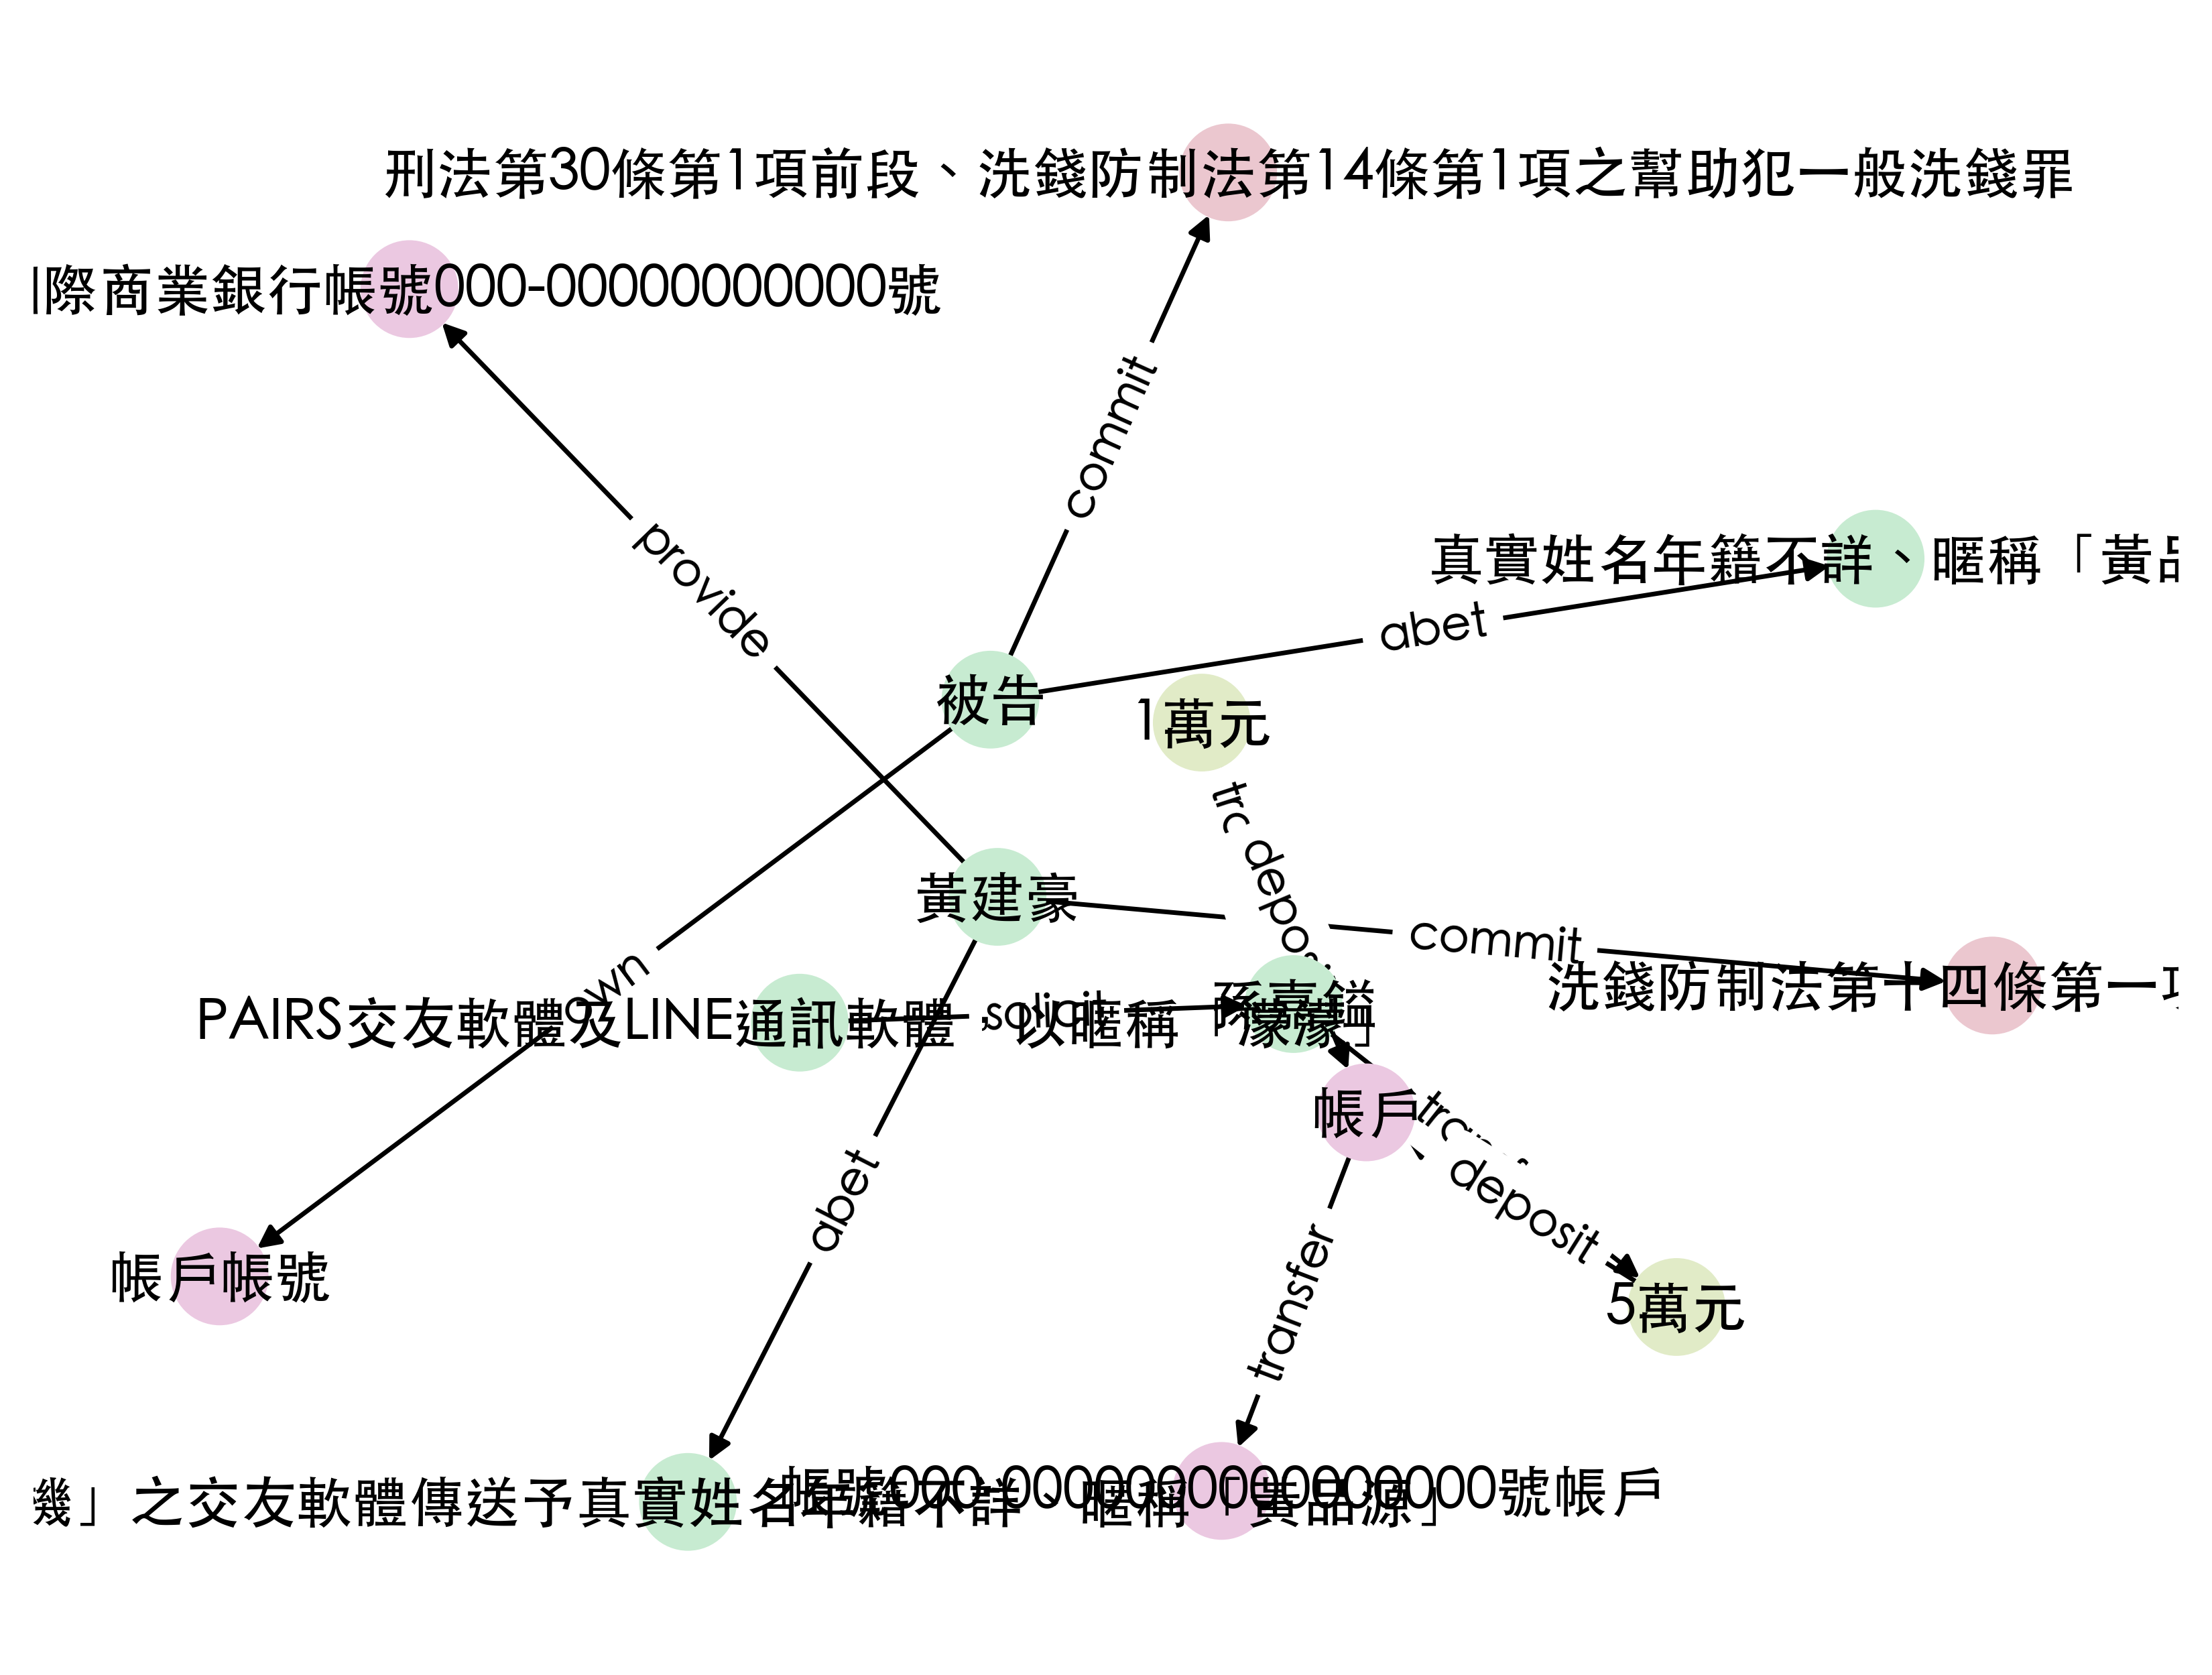 刑法第30條第1項前段、洗錢防制法第14條第1項之幫助犯一般洗錢罪
際商業銀行帳號000-00000000000號
commit
provide
真實姓名年籍不詳、暱稱「黃
abet
被告
1萬元
deposit
黃建豪
commit
own
洗錢防制法第十四條第一
PAIRS交友軟體及LINE通訊軟體,以暱稱「濛濛」
solicit
孫嘉鎰
帳戶
deposit
abet
transfer
帳戶帳號
5萬元
帳號000-0000000000000000號帳戶
」之交友軟體傳送予真實姓名年籍不詳、暱稱「黃品源」